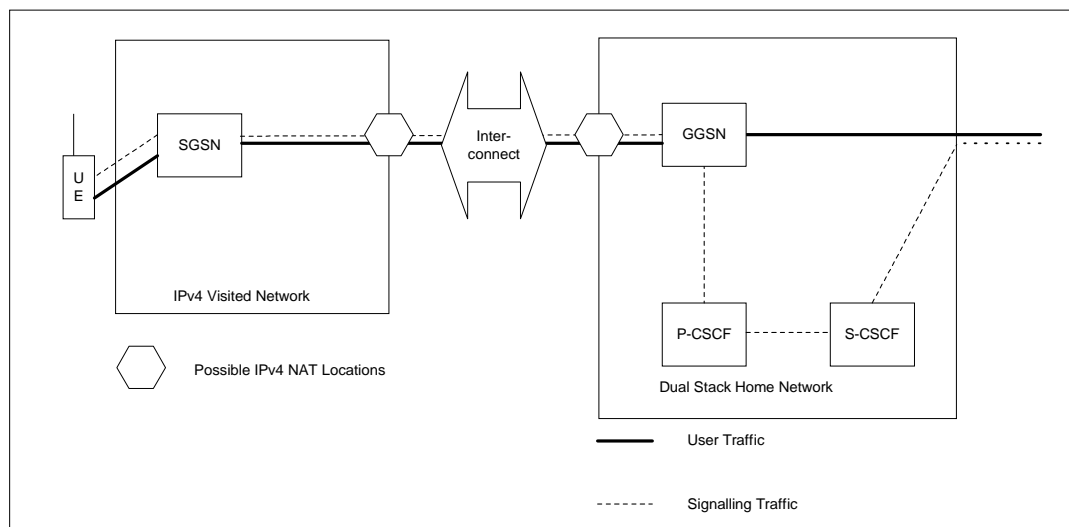 U
E
SGSN
Inter-
connect
GGSN
IPv4 Visited Network
P-CSCF
S-CSCF
Possible IPv4 NAT Locations
Dual Stack Home Network
User Traffic
Signalling Traffic